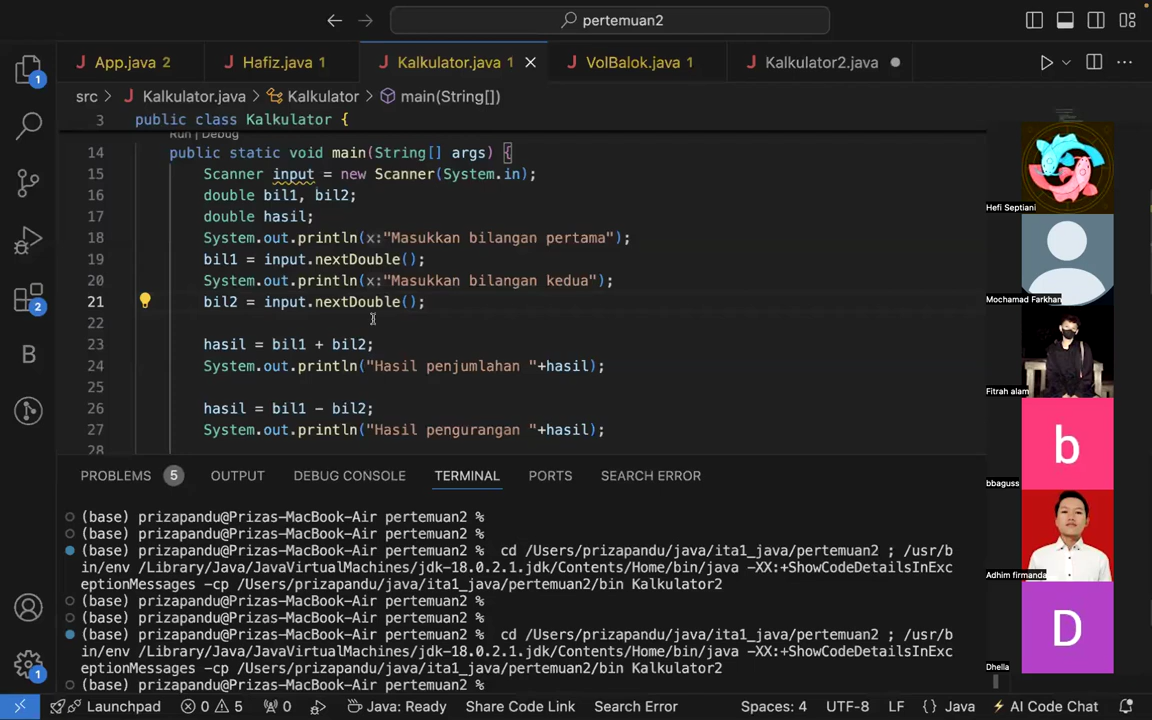 pertemuan2
App.java 2 Hafiz.java 1 Kalkulator.java 1 VolBalok.java 1 Kalkulator2.java
src > Kalkulator.java > Kalkulator > main(String[])
3 public class Kalkulator {
Run | Debug
14 public static void main(String[] args) {
15 Scanner input = new Scanner(System.in);
16 double bil1, bil2;
17 double hasil;
18 System.out.println(x:"Masukkan bilangan pertama");
19 bil1 = input.nextDouble();
20 System.out.println(x:"Masukkan bilangan kedua");
21 bil2 = input.nextDouble();
22
23 hasil = bil1 + bil2;
24 System.out.println("Hasil penjumlahan "+hasil);
25
26 hasil = bil1 - bil2;
27 System.out.println("Hasil pengurangan "+hasil);
28
PROBLEMS 5 OUTPUT DEBUG CONSOLE TERMINAL PORTS SEARCH ERROR
(base) prizapandu@Prizas-MacBook-Air pertemuan2 %
(base) prizapandu@Prizas-MacBook-Air pertemuan2 %
(base) prizapandu@Prizas-MacBook-Air pertemuan2 % cd /Users/prizapandu/java/ita1_java/pertemuan2 ; /usr/b
in/env /Library/Java/JavaVirtualMachines/jdk-18.0.2.1.jdk/Contents/Home/bin/java -XX:+ShowCodeDetailsInExc
eptionMessages -cp /Users/prizapandu/java/ita1_java/pertemuan2/bin Kalkulator2
(base) prizapandu@Prizas-MacBook-Air pertemuan2 %
(base) prizapandu@Prizas-MacBook-Air pertemuan2 %
(base) prizapandu@Prizas-MacBook-Air pertemuan2 % cd /Users/prizapandu/java/ita1_java/pertemuan2 ; /usr/b
in/env /Library/Java/JavaVirtualMachines/jdk-18.0.2.1.jdk/Contents/Home/bin/java -XX:+ShowCodeDetailsInExc
eptionMessages -cp /Users/prizapandu/java/ita1_java/pertemuan2/bin Kalkulator2
(base) prizapandu@Prizas-MacBook-Air pertemuan2 %
1
2
B
1
Launchpad 0 5 0 Java: Ready Share Code Link Search Error Spaces: 4 UTF-8 LF {} Java AI Code Chat
Hefi Septiani
Mochamad Farkhan
Fitrah alam
b
bbaguss
Adhim firmanda
D
Dhella